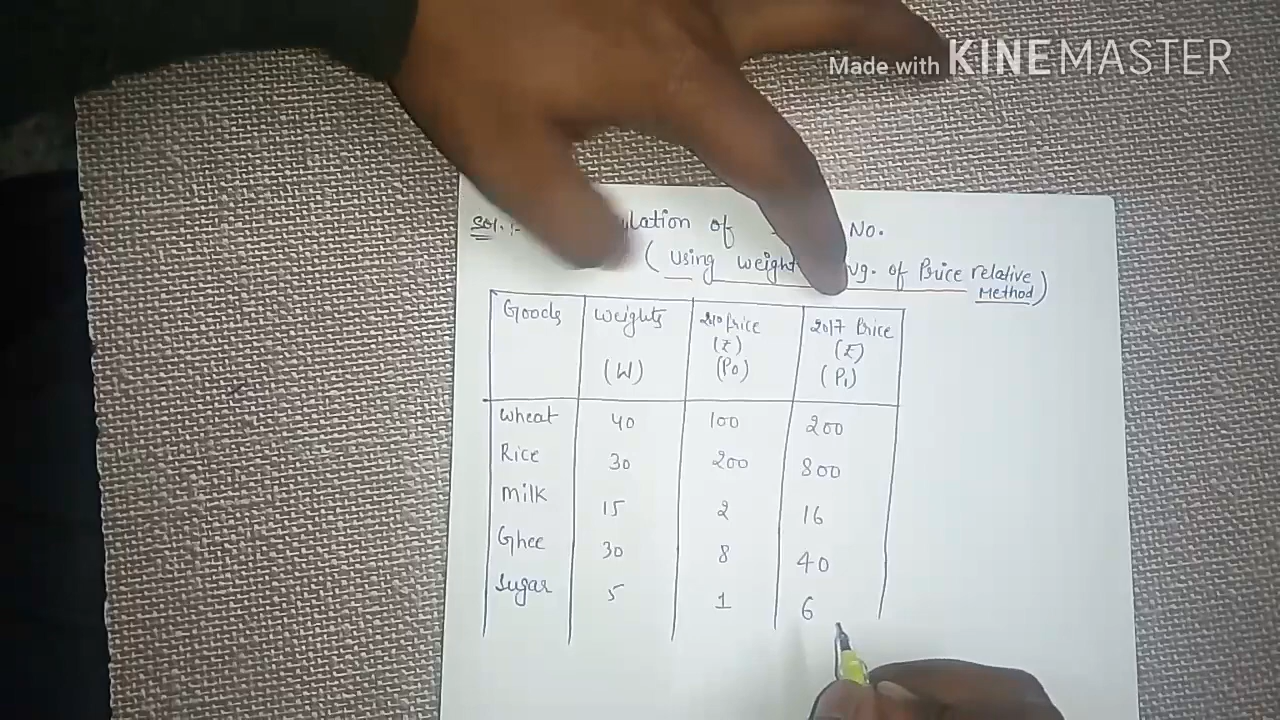 Made with KINEMASTER
Sol. :- lation of No.
(Using Weight vg. of Price relative Method)
Goods Weights (W) 2010 Price (₹) (P0) 2017 Price (₹) (P1)
Wheat 40 100 200
Rice 30 200 800
Milk 15 2 16
Ghee 30 8 40
Sugar 5 1 6